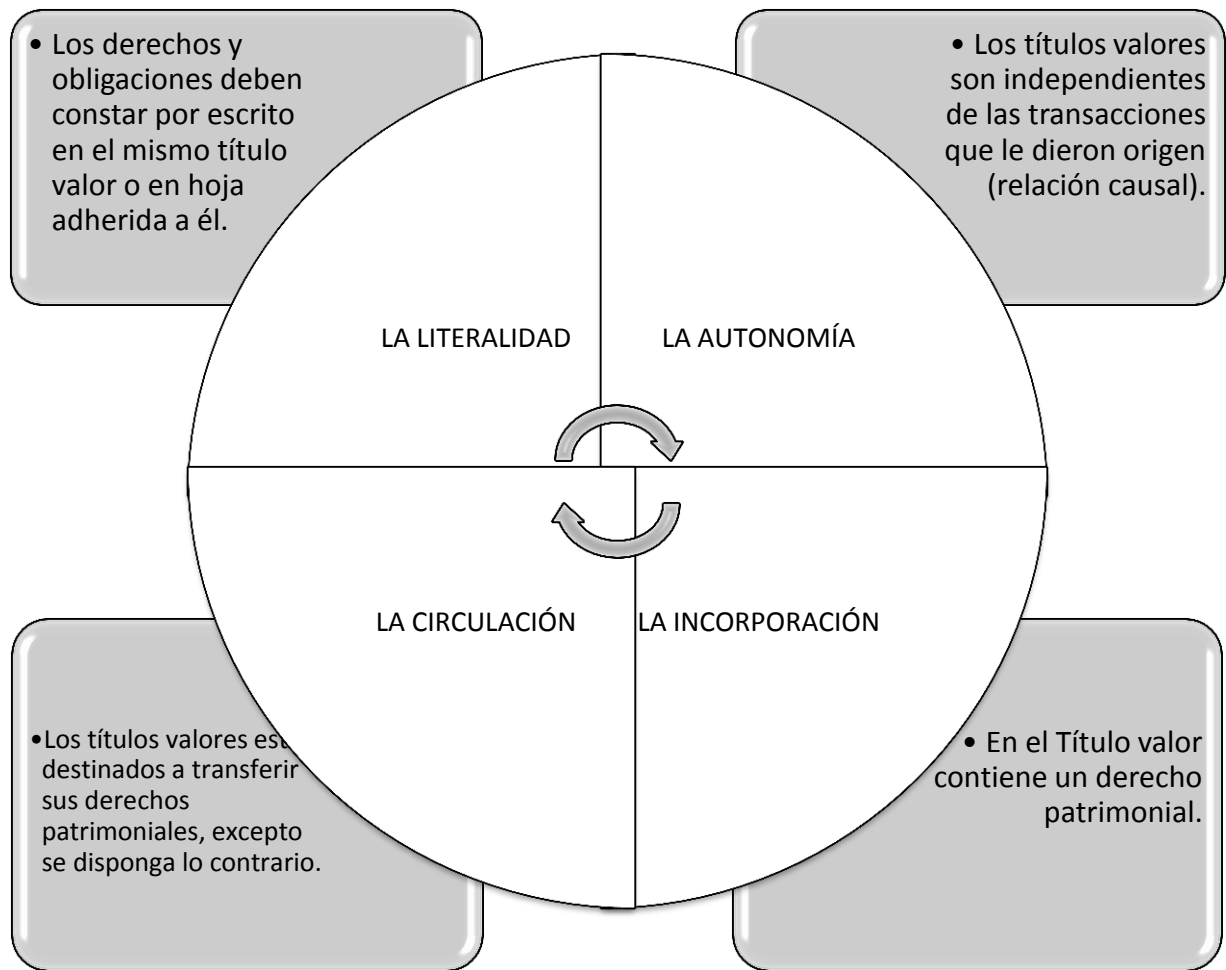 • Los derechos y
obligaciones deben
constar por escrito
en el mismo título
valor o en hoja
adherida a él.
• Los títulos valores
son independientes
de las transacciones
que le dieron origen
(relación causal).
LA LITERALIDAD
LA AUTONOMÍA
LA CIRCULACIÓN
LA INCORPORACIÓN
•Los títulos valores
destinados a transferir
sus derechos
patrimoniales, excepto
se disponga lo contrario.
• En el Título valor
contiene un derecho
patrimonial.